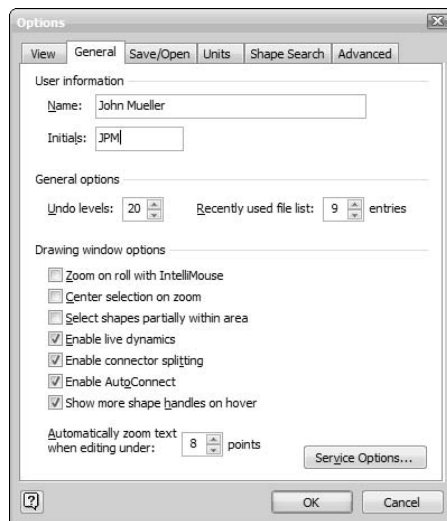 Options
View General Save/Open Units Shape Search Advanced
User information
Name: John Mueller
Initials: JPM
General options
Undo levels: 20 Recently used file list: 9 entries
Drawing window options
Zoom on roll with IntelliMouse
Center selection on zoom
Select shapes partially within area
Enable live dynamics
Enable connector splitting
Enable AutoConnect
Show more shape handles on hover
Automatically zoom text
when editing under: 8 points
Service Options...
? OK Cancel